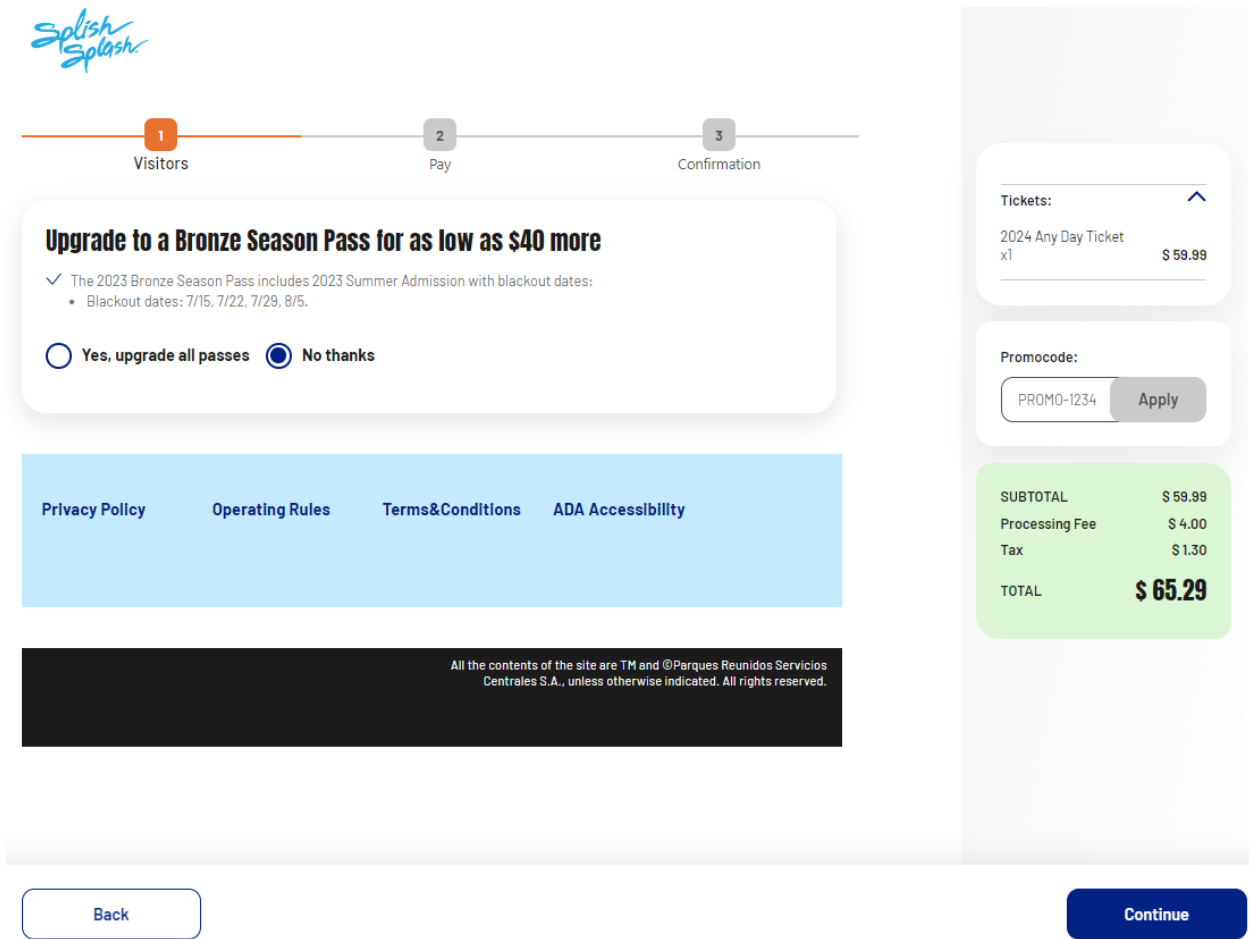 Splish
Splash
1
Visitors
2
Pay
3
Confirmation
Upgrade to a Bronze Season Pass for as low as $40 more
The 2023 Bronze Season Pass includes 2023 Summer Admission with blackout dates:
• Blackout dates: 7/15, 7/22, 7/29, 8/5.
Yes, upgrade all passes No thanks
Privacy Policy Operating Rules Terms&Conditions ADA Accessibility
All the contents of the site are TM and ©Parques Reunidos Servicios
Centrales S.A., unless otherwise indicated. All rights reserved.
Tickets:
2024 Any Day Ticket
x1 $ 59.99
Promocode:
PROMO-1234 Apply
SUBTOTAL $ 59.99
Processing Fee $ 4.00
Tax $ 1.30
TOTAL $ 65.29
Back Continue